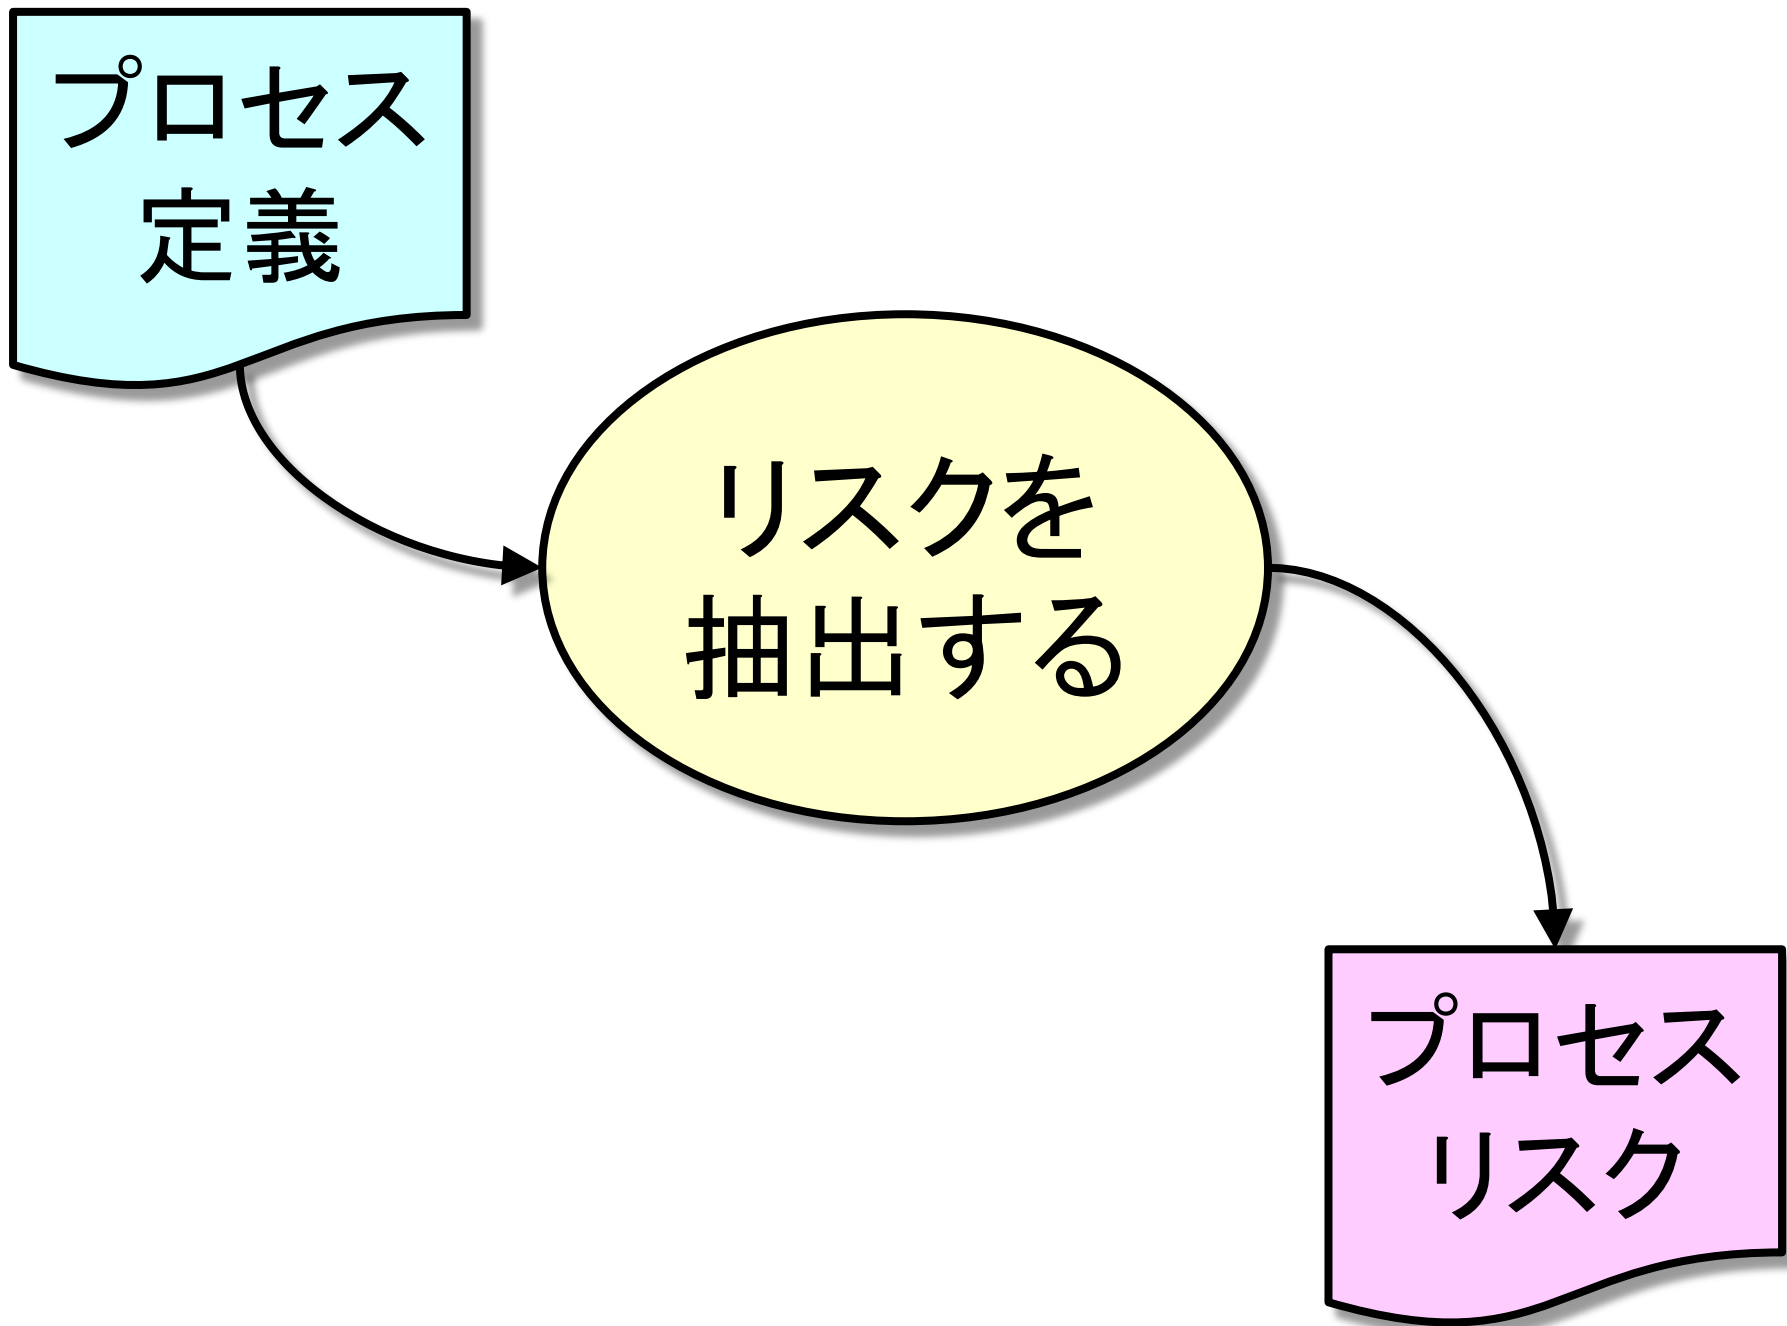 プロセス
定義
リスクを
抽出する
プロセス
リスク